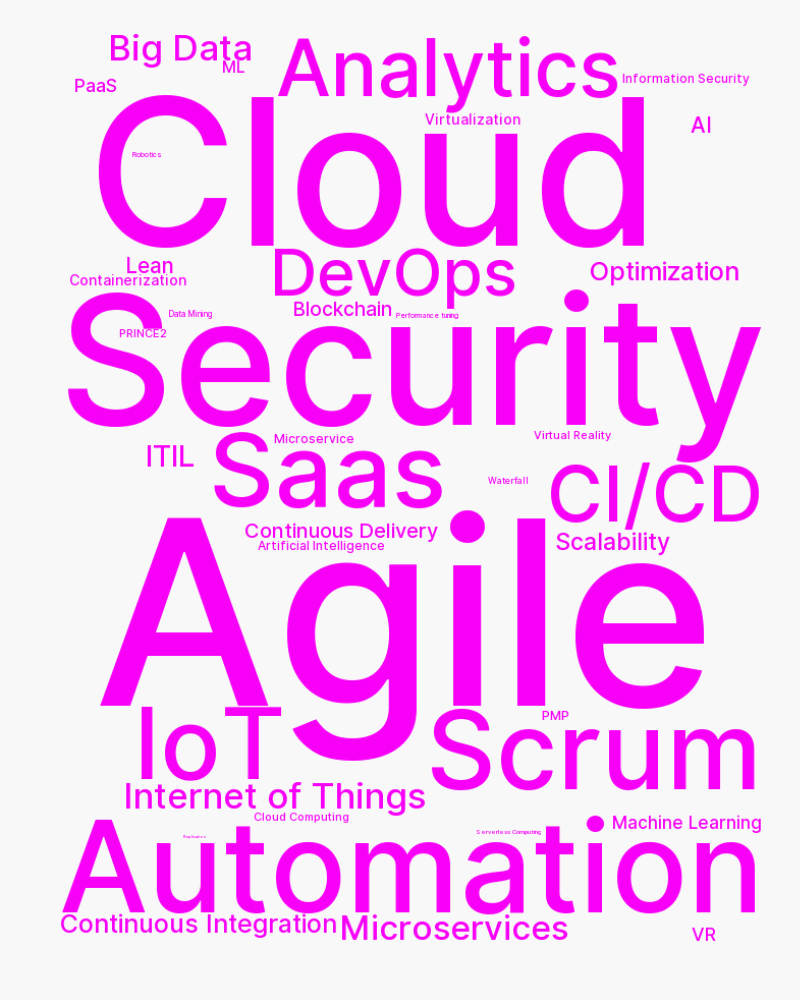 Big Data
Analytics
ML
PaaS
Information Security
Cloud
Virtualization
AI
Robotics
Lean
DevOps
Optimization
Containerization
Blockchain
Data Mining
Performance tuning
Security
PRINCE2
Microservice
Virtual Reality
ITIL
Saas
Waterfall
CI/CD
Continuous Delivery
Scalability
Artificial Intelligence
Agile
IoT
PMP
Scrum
Internet of Things
Cloud Computing
Machine Learning
Serverless Computing
Automation
Continuous Integration
Microservices
VR